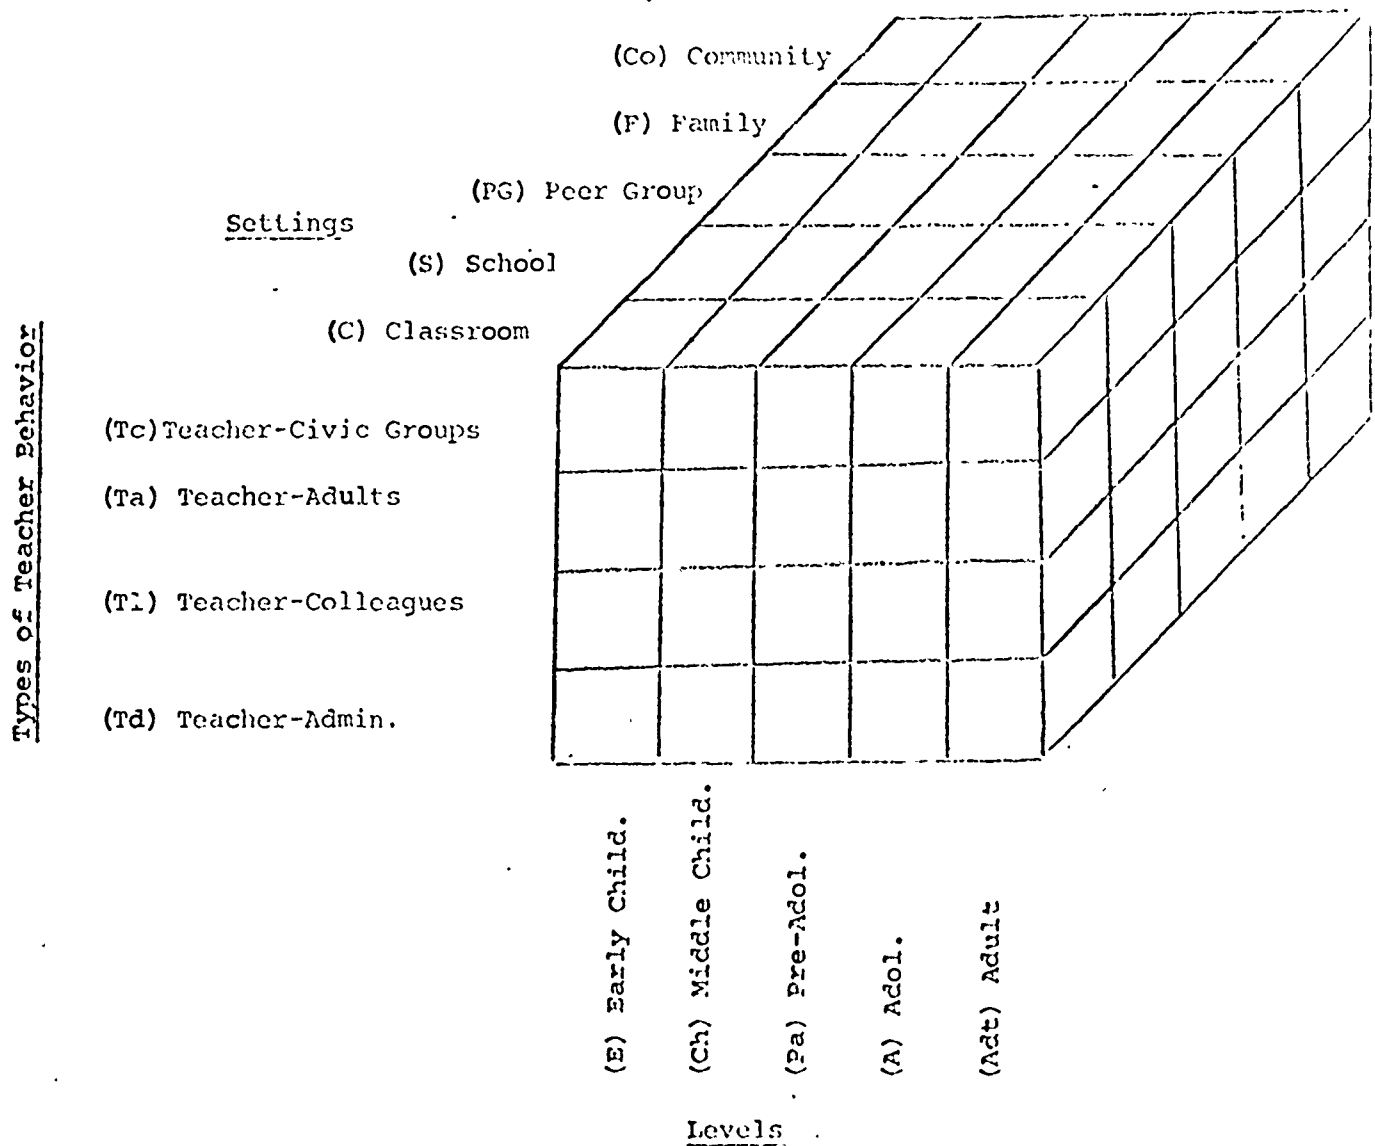 (Co) Community
(F) Family
(PG) Peer Group
Settings
(S) School
(C) Classroom
Types of Teacher Behavior
(Tc)Teacher-Civic Groups
(Ta) Teacher-Adults
(Tl) Teacher-Colleagues
(Td) Teacher-Admin.
(E) Early Child.
(Ch) Middle Child.
(Pa) Pre-Adol.
(A) Adol.
(Adt) Adult
Levels